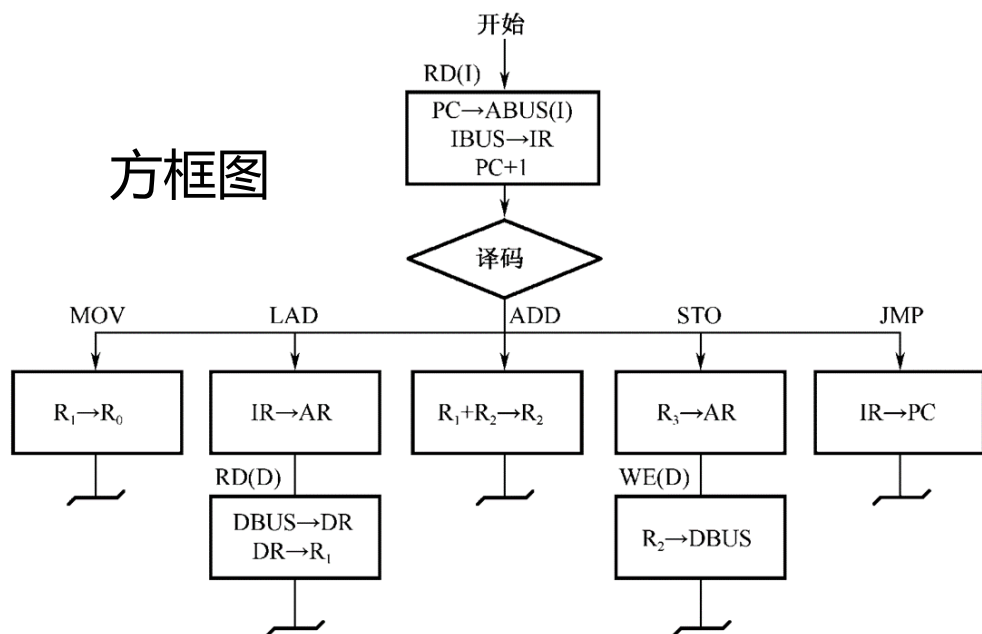 开始
RD(I)
PC→ABUS(I)
IBUS→IR
PC+1
方框图
译码
MOV
LAD
ADD
STO
JMP
R₁→R₀
IR→AR
R₁+R₂→R₂
R₃→AR
IR→PC
RD(D)
WE(D)
DBUS→DR
DR→R₁
R₂→DBUS